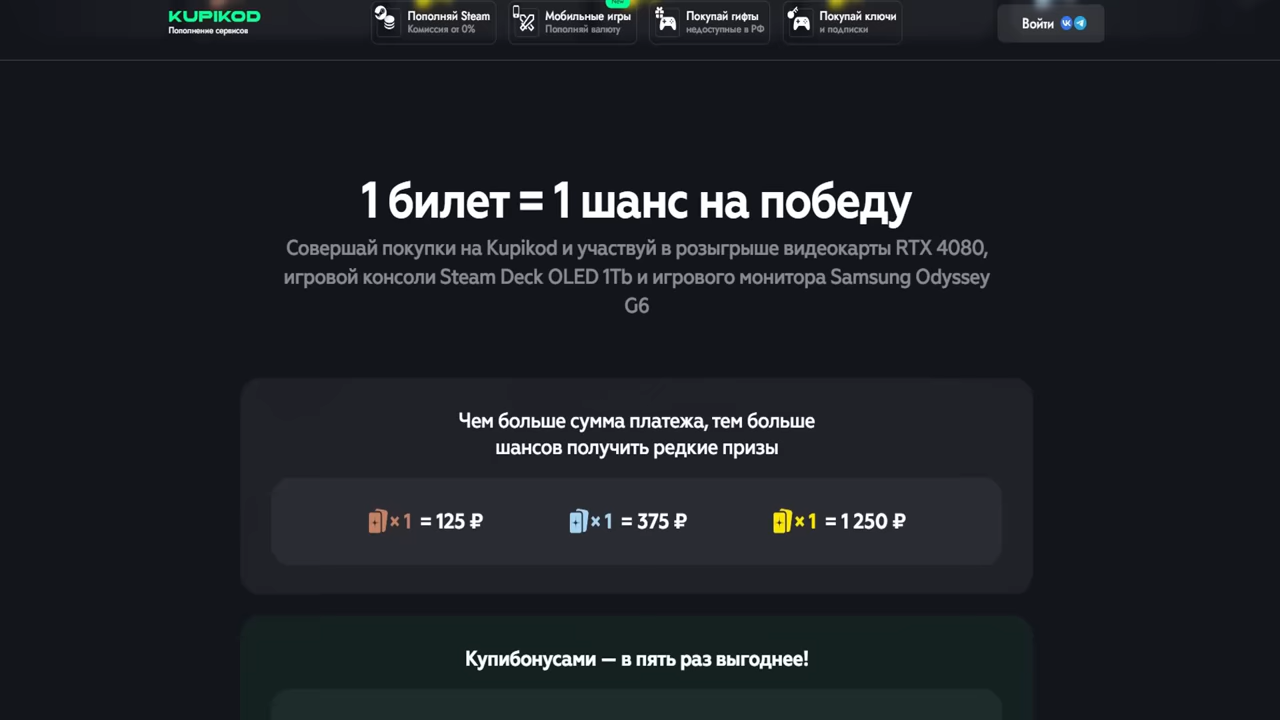 KUPIKOD
Пополнение сервисов
Пополняй Steam
Комиссия от 0%
New
Мобильные игры
Пополняй валюту
Покупай гифты
недоступные в РФ
Покупай ключи
и подписки
Войти
1 билет = 1 шанс на победу
Совершай покупки на Kupikod и участвуй в розыгрыше видеокарты RTX 4080,
игровой консоли Steam Deck OLED 1Tb и игрового монитора Samsung Odyssey
G6
Чем больше сумма платежа, тем больше
шансов получить редкие призы
× 1 = 125 ₽
× 1 = 375 ₽
× 1 = 1 250 ₽
Купибонусами — в пять раз выгоднее!